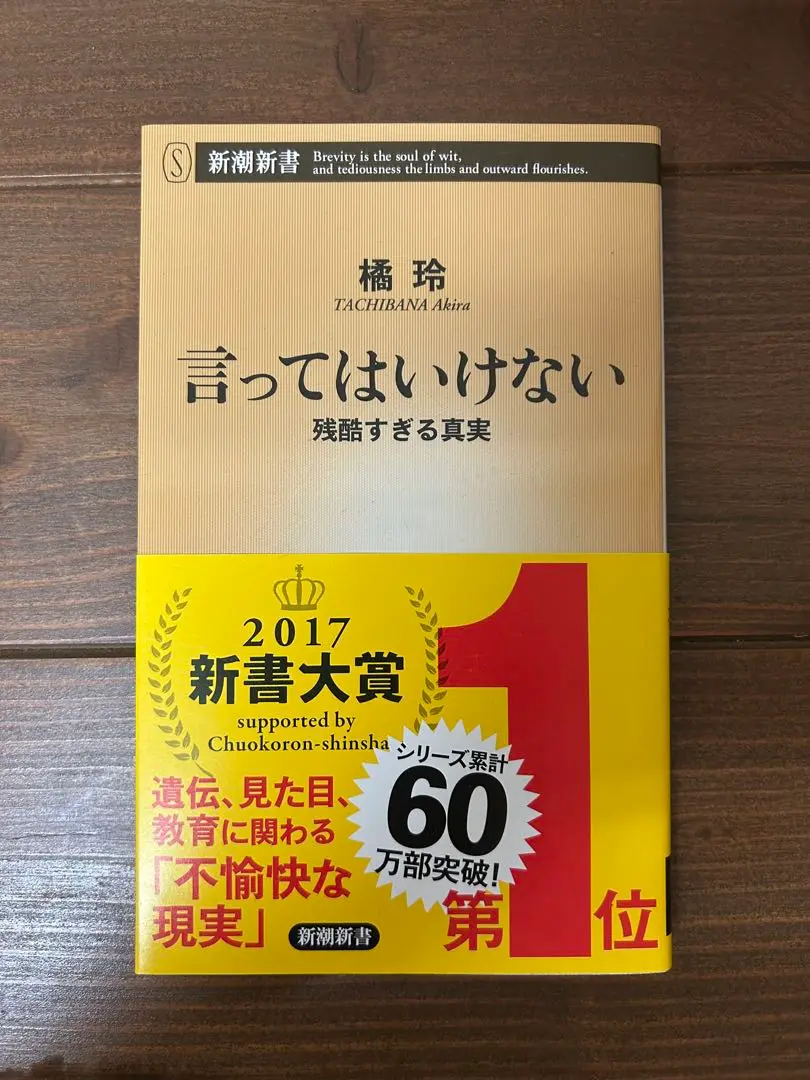 S
新潮新書
Brevity is the soul of wit,
and tediousness the limbs and outward flourishes.
橘 玲
TACHIBANA Akira
言ってはいけない
残酷すぎる真実
2017
新書大賞
supported by
Chuokoron-shinsha
第1位
シリーズ累計
60
万部突破!
遺伝、見た目、
教育に関わる
「不愉快な
現実」
新潮新書